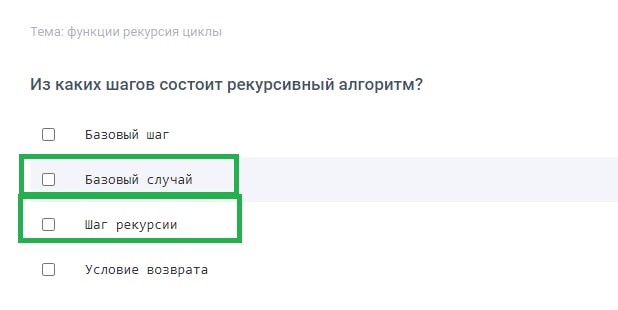 Тема: функции рекурсия циклы
Из каких шагов состоит рекурсивный алгоритм?
Базовый шаг
Базовый случай
Шаг рекурсии
Условие возврата